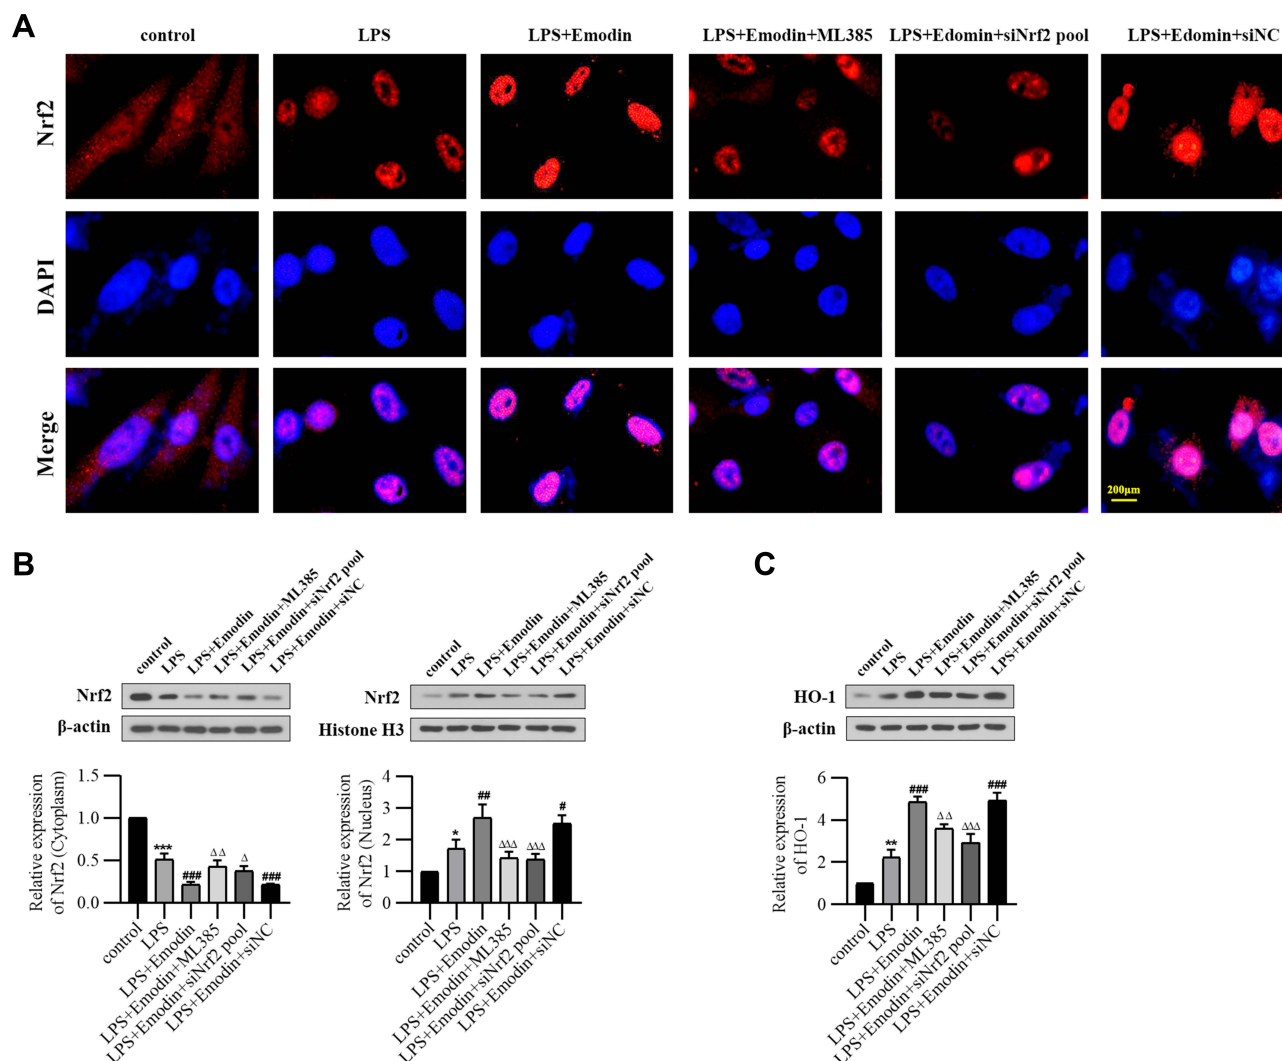 A
control LPS LPS+Emodin LPS+Emodin+ML385 LPS+Edomin+siNrf2 pool LPS+Edomin+siNC
Nrf2
DAPI
Merge
200μm
B
control LPS LPS+Emodin LPS+Emodin+ML385 LPS+Emodin+siNrf2 pool LPS+Emodin+siNC
Nrf2
β-actin
Relative expression
of Nrf2 (Cytoplasm)
1.5
1.0
0.5
0.0
*** ### ΔΔ Δ ###
control LPS LPS+Emodin LPS+Emodin+ML385 LPS+Emodin+siNrf2 pool LPS+Emodin+siNC
control LPS LPS+Emodin LPS+Emodin+ML385 LPS+Emodin+siNrf2 pool LPS+Emodin+siNC
Nrf2
Histone H3
Relative expression
of Nrf2 (Nucleus)
4
3
2
1
0
* ## ΔΔΔ ΔΔΔ #
control LPS LPS+Emodin LPS+Emodin+ML385 LPS+Emodin+siNrf2 pool LPS+Emodin+siNC
C
control LPS LPS+Emodin LPS+Emodin+ML385 LPS+Emodin+siNrf2 pool LPS+Emodin+siNC
HO-1
β-actin
Relative expression
of HO-1
6
4
2
0
** ### ΔΔ ΔΔΔ ###
control LPS LPS+Emodin LPS+Emodin+ML385 LPS+Emodin+siNrf2 pool LPS+Emodin+siNC